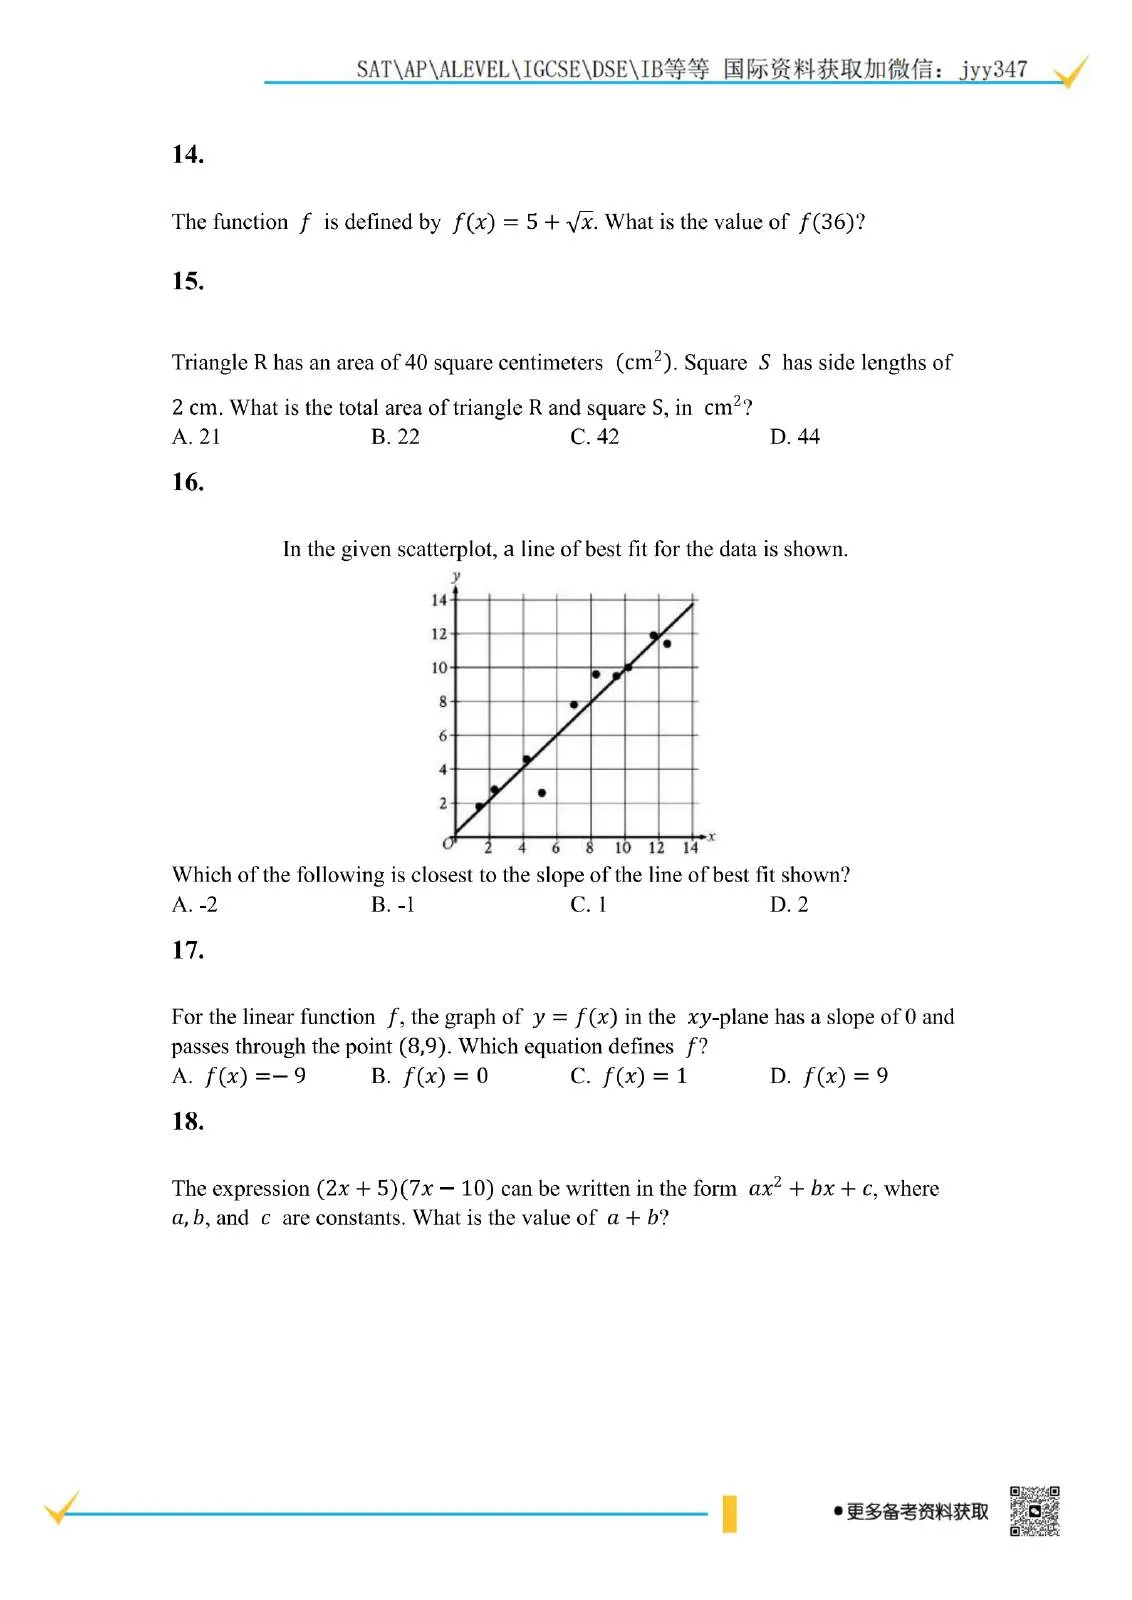 SAT\AP\ALEVEL\IGCSE\DSE\IB等等 国际资料获取加微信：jyy347
14.
The function f is defined by f(x) = 5 + √x. What is the value of f(36)?
15.
Triangle R has an area of 40 square centimeters (cm²). Square S has side lengths of
2 cm. What is the total area of triangle R and square S, in cm²?
A. 21 B. 22 C. 42 D. 44
16.
In the given scatterplot, a line of best fit for the data is shown.
y
14
12
10
8
6
4
2
O 2 4 6 8 10 12 14 x
Which of the following is closest to the slope of the line of best fit shown?
A. -2 B. -1 C. 1 D. 2
17.
For the linear function f, the graph of y = f(x) in the xy-plane has a slope of 0 and
passes through the point (8,9). Which equation defines f?
A. f(x) =− 9 B. f(x) = 0 C. f(x) = 1 D. f(x) = 9
18.
The expression (2x + 5)(7x − 10) can be written in the form ax² + bx + c, where
a, b, and c are constants. What is the value of a + b?
•更多备考资料获取